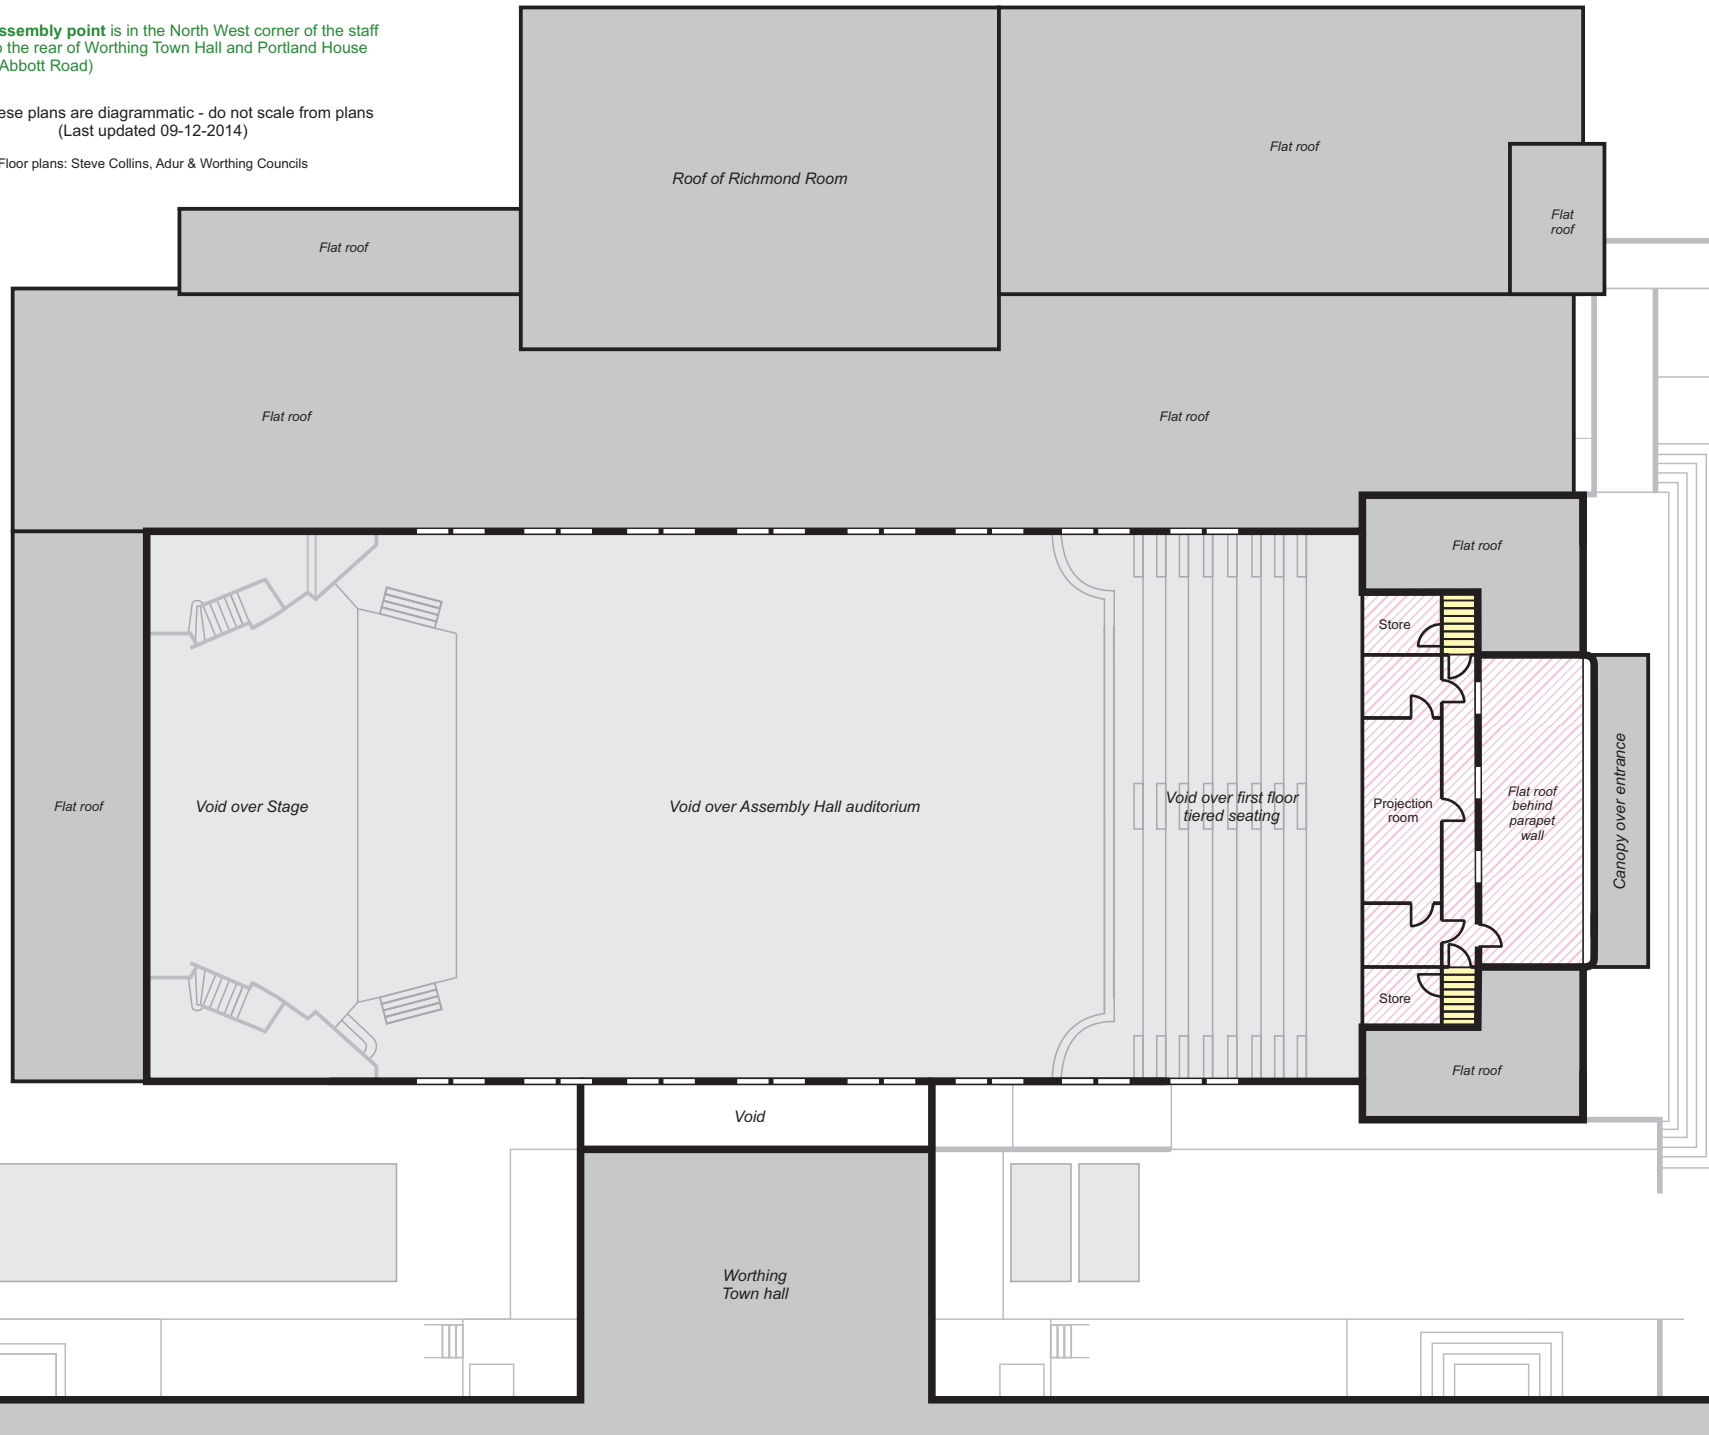 ssembly point is in the North West corner of the staff
o the rear of Worthing Town Hall and Portland House
Abbott Road)
ese plans are diagrammatic - do not scale from plans
(Last updated 09-12-2014)
Floor plans: Steve Collins, Adur & Worthing Councils
Roof of Richmond Room
Flat roof
Flat
roof
Flat roof
Flat roof
Flat roof
Flat roof
Store
Flat roof
Void over Stage
Void over Assembly Hall auditorium
Void over first floor
tiered seating
Projection
room
Flat roof
behind
parapet
wall
Canopy over entrance
Store
Flat roof
Void
Worthing
Town hall